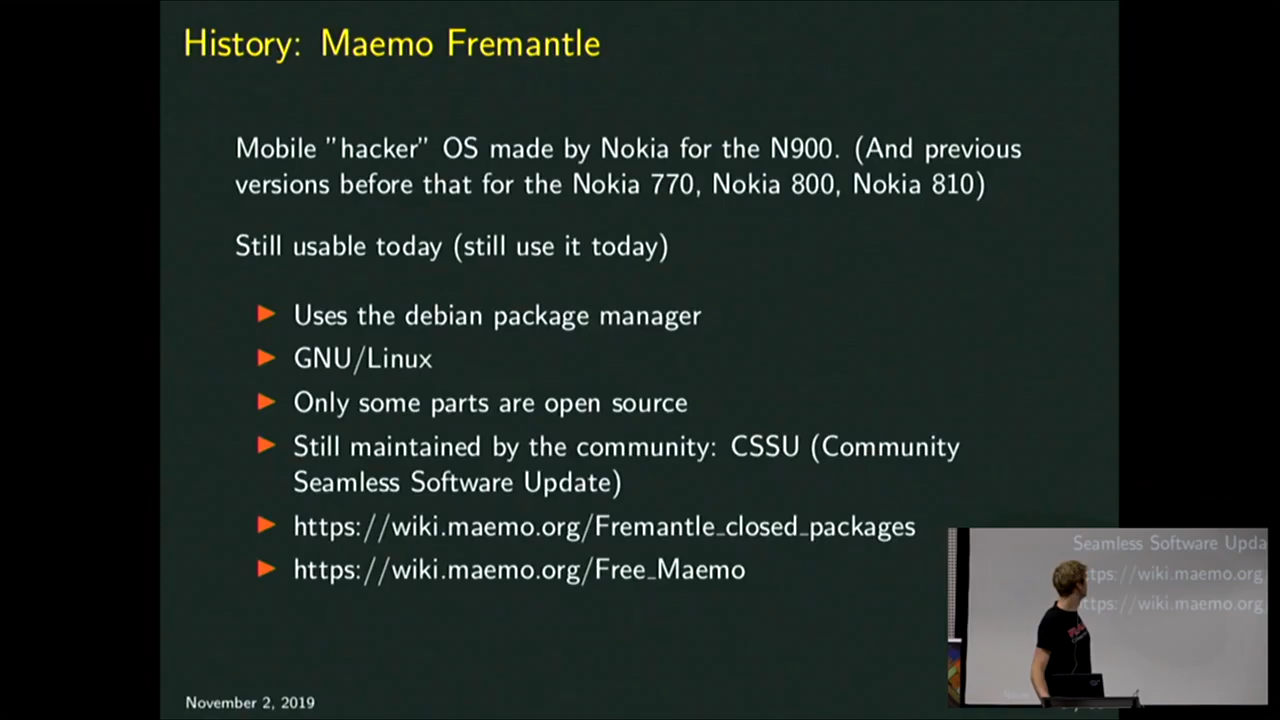 History: Maemo Fremantle
Mobile "hacker" OS made by Nokia for the N900. (And previous
versions before that for the Nokia 770, Nokia 800, Nokia 810)
Still usable today (still use it today)
Uses the debian package manager
GNU/Linux
Only some parts are open source
Still maintained by the community: CSSU (Community
Seamless Software Update)
https://wiki.maemo.org/Fremantle_closed_packages
https://wiki.maemo.org/Free_Maemo
Seamless Software Upda
ttps://wiki.maemo.org
ttps://wiki.maemo.org
November 2, 2019